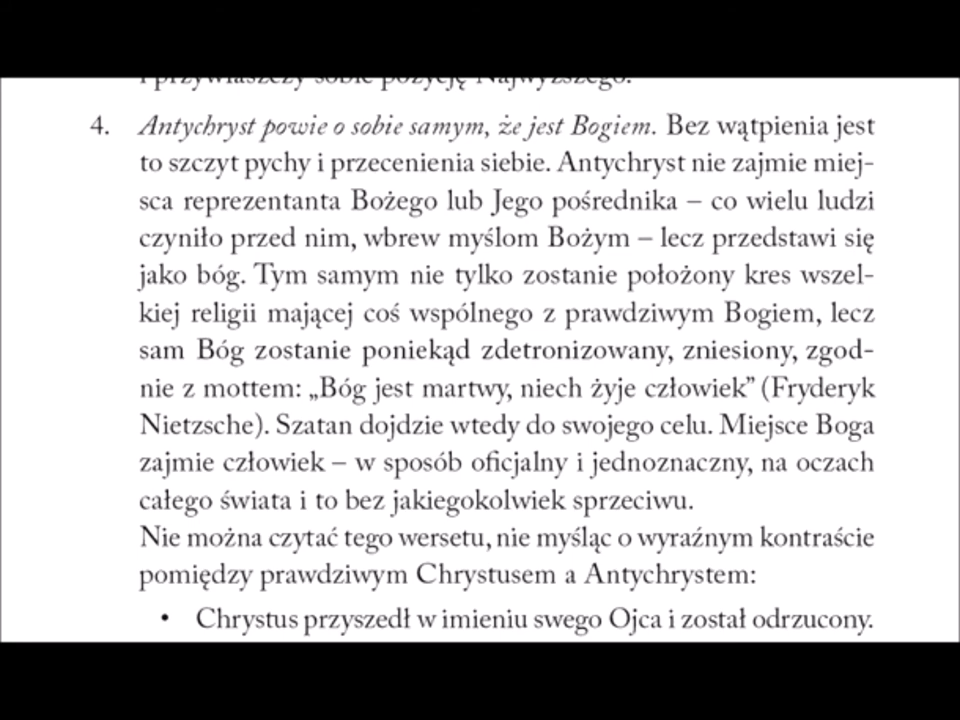 i przywłaszczy sobie pozycję Najwyższego.
4. Antychryst powie o sobie samym, że jest Bogiem. Bez wątpienia jest
to szczyt pychy i przecenienia siebie. Antychryst nie zajmie miej-
sca reprezentanta Bożego lub Jego pośrednika – co wielu ludzi
czyniło przed nim, wbrew myślom Bożym – lecz przedstawi się
jako bóg. Tym samym nie tylko zostanie położony kres wszel-
kiej religii mającej coś wspólnego z prawdziwym Bogiem, lecz
sam Bóg zostanie poniekąd zdetronizowany, zniesiony, zgod-
nie z mottem: „Bóg jest martwy, niech żyje człowiek” (Fryderyk
Nietzsche). Szatan dojdzie wtedy do swojego celu. Miejsce Boga
zajmie człowiek – w sposób oficjalny i jednoznaczny, na oczach
całego świata i to bez jakiegokolwiek sprzeciwu.
Nie można czytać tego wersetu, nie myśląc o wyraźnym kontraście
pomiędzy prawdziwym Chrystusem a Antychrystem:
• Chrystus przyszedł w imieniu swego Ojca i został odrzucony.